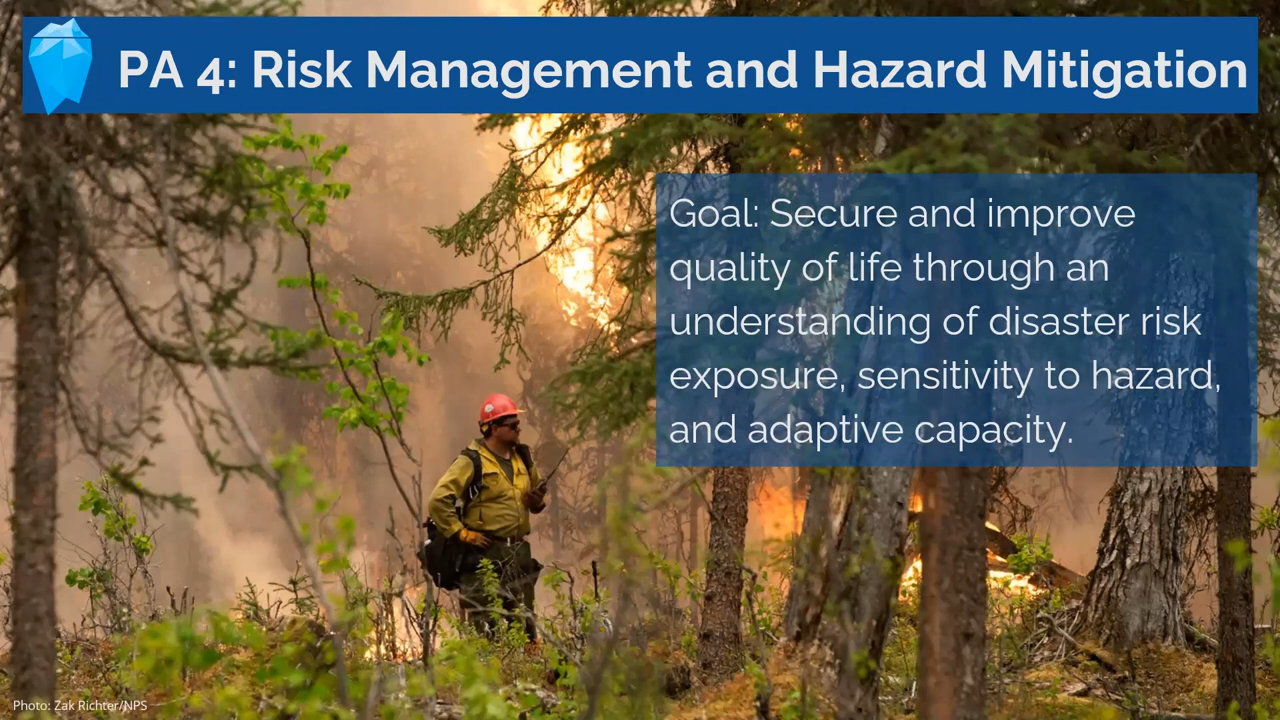 PA 4: Risk Management and Hazard Mitigation
Goal: Secure and improve
quality of life through an
understanding of disaster risk
exposure, sensitivity to hazard,
and adaptive capacity.
Photo: Zak Richter/NPS